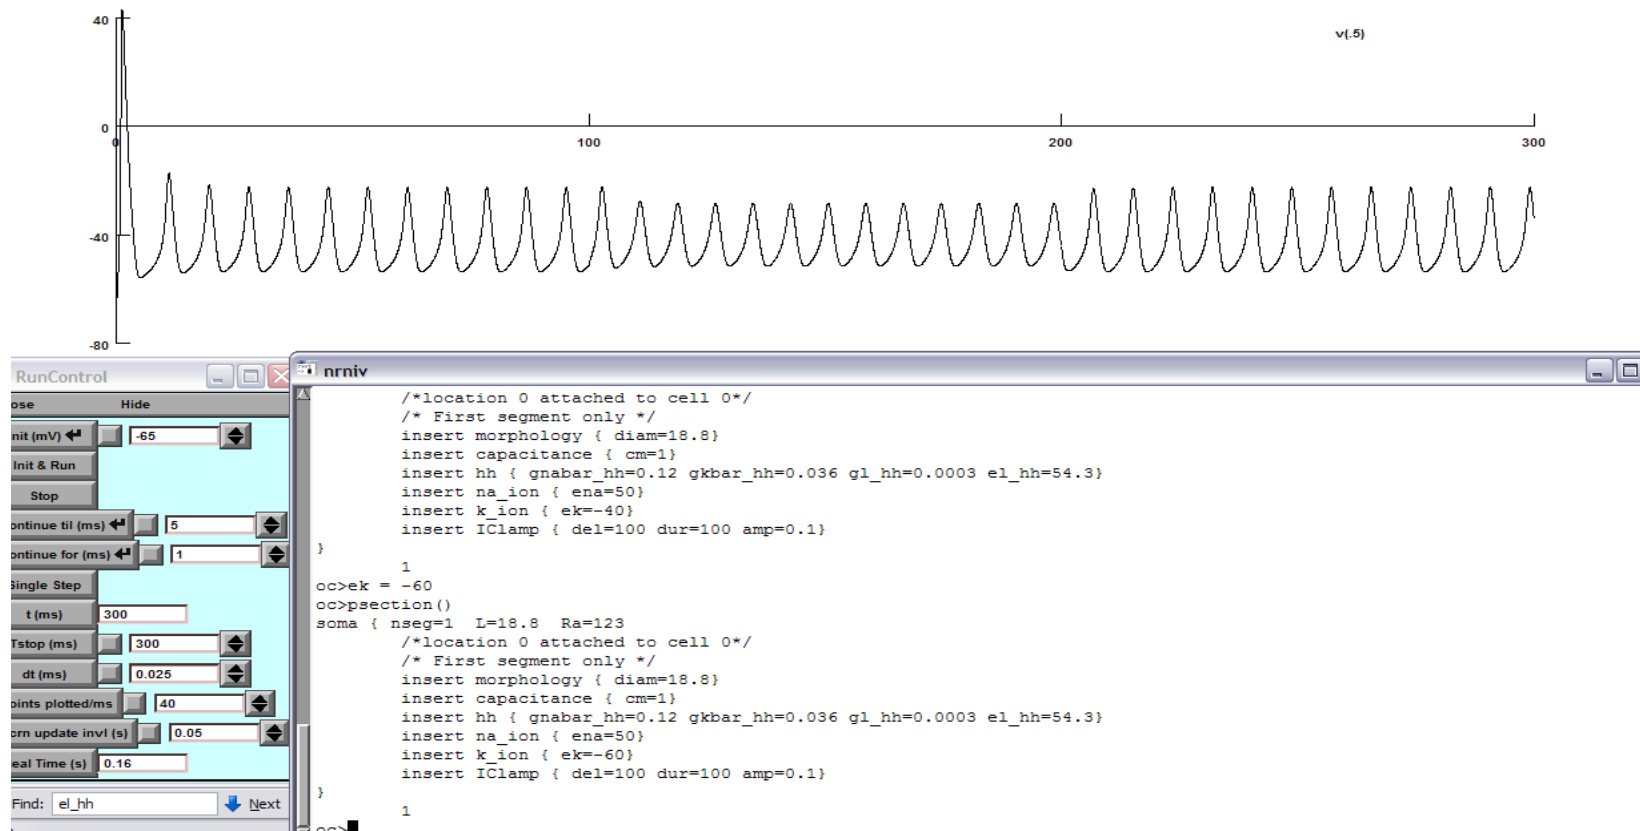 40
v(.5)
0
0
100
200
300
-40
-80
RunControl
nrniv
ose Hide
nit (mV) -65
Init & Run
Stop
ontinue til (ms) 5
ontinue for (ms) 1
Single Step
t (ms) 300
Tstop (ms) 300
dt (ms) 0.025
oints plotted/ms 40
crn update invl (s) 0.05
eal Time (s) 0.16
Find: el_hh Next
/*location 0 attached to cell 0*/
/* First segment only */
insert morphology { diam=18.8}
insert capacitance { cm=1}
insert hh { gnabar_hh=0.12 gkbar_hh=0.036 gl_hh=0.0003 el_hh=54.3}
insert na_ion { ena=50}
insert k_ion { ek=-40}
insert IClamp { del=100 dur=100 amp=0.1}
}
1
oc>ek = -60
oc>psection()
soma { nseg=1 L=18.8 Ra=123
/*location 0 attached to cell 0*/
/* First segment only */
insert morphology { diam=18.8}
insert capacitance { cm=1}
insert hh { gnabar_hh=0.12 gkbar_hh=0.036 gl_hh=0.0003 el_hh=54.3}
insert na_ion { ena=50}
insert k_ion { ek=-60}
insert IClamp { del=100 dur=100 amp=0.1}
}
1
oc>